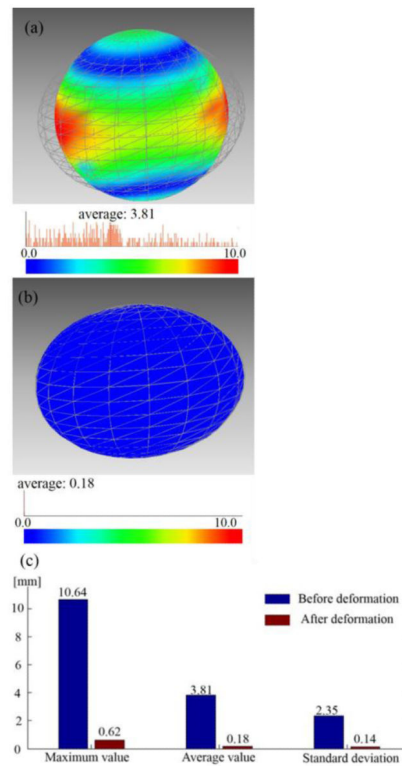 (a)
average: 3.81
0.0 10.0
(b)
average: 0.18
0.0 10.0
(c)
[mm]
10.64
Before deformation
After deformation
10
8
6
4
3.81
2.35
2
0.62
0.18
0.14
0
Maximum value Average value Standard deviation